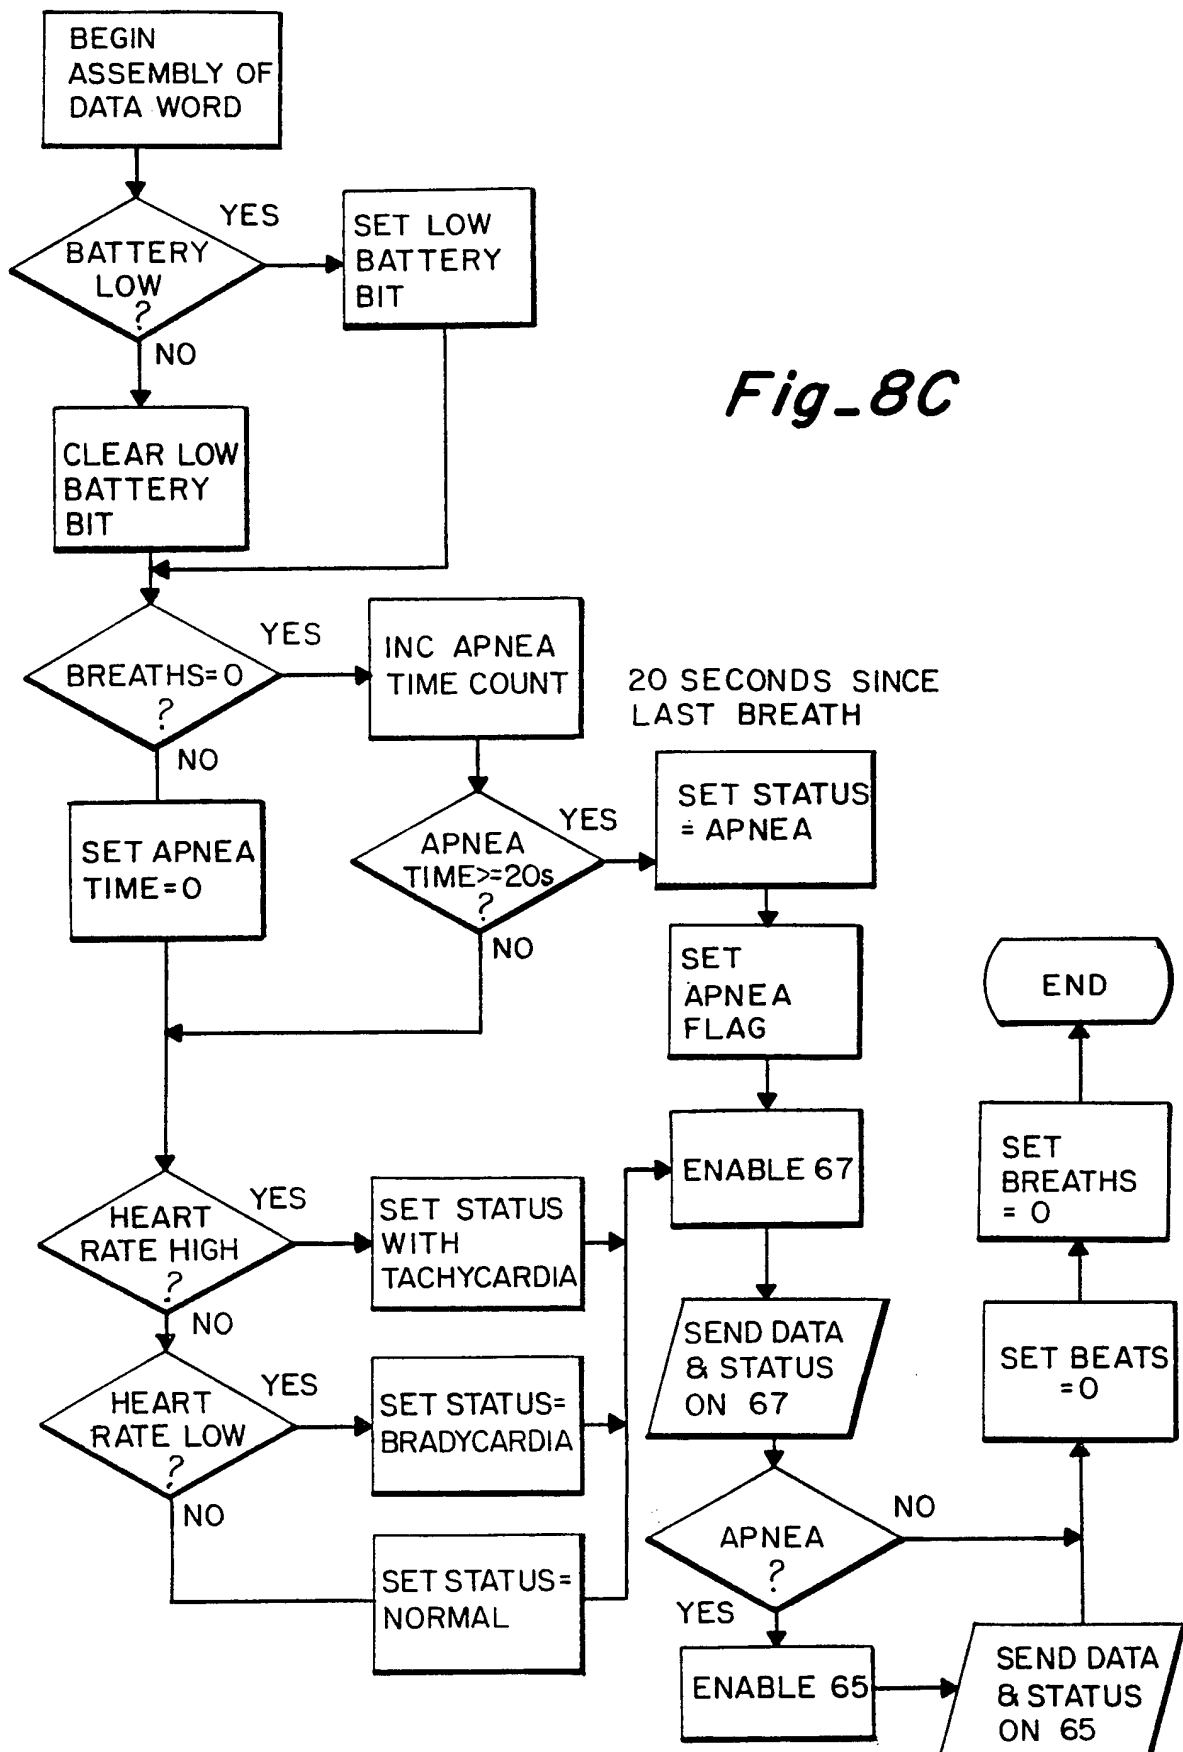 BEGIN
ASSEMBLY OF
DATA WORD
YES
BATTERY
LOW
?
NO
SET LOW
BATTERY
BIT
Fig_8C
CLEAR LOW
BATTERY
BIT
YES
BREATHS=0
?
NO
INC APNEA
TIME COUNT
20 SECONDS SINCE
LAST BREATH
SET APNEA
TIME=0
YES
APNEA
TIME>=20s
?
NO
SET STATUS
= APNEA
SET
APNEA
FLAG
END
ENABLE 67
SET
BREATHS
= 0
YES
HEART
RATE HIGH
?
NO
SET STATUS
WITH
TACHYCARDIA
SEND DATA
& STATUS
ON 67
SET BEATS
=0
YES
HEART
RATE LOW
?
NO
SET STATUS=
BRADYCARDIA
NO
APNEA
?
YES
SET STATUS=
NORMAL
ENABLE 65
SEND DATA
& STATUS
ON 65